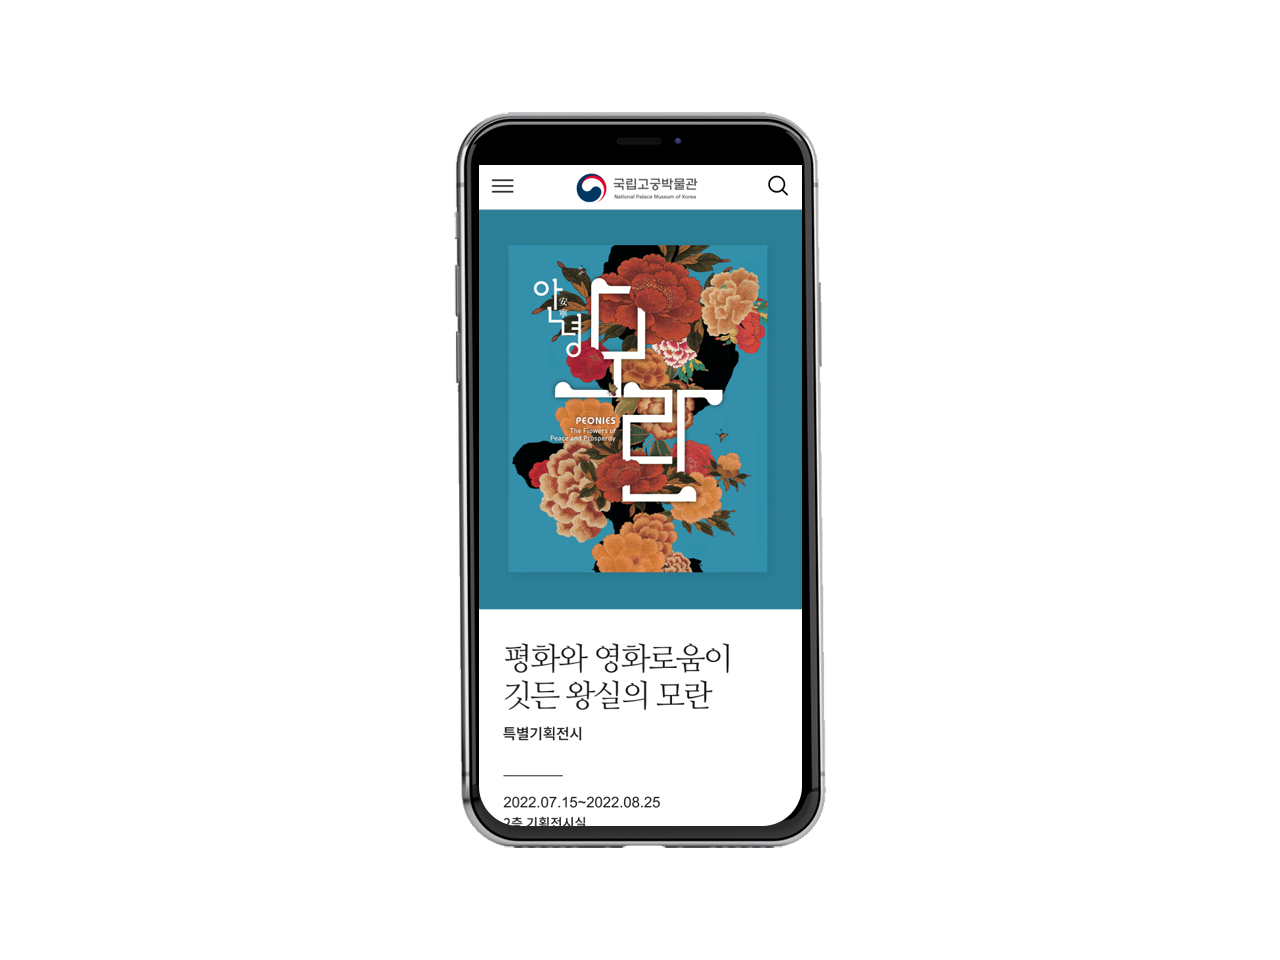 국립고궁박물관
National Palace Museum of Korea
안녕
安寧
모란
PEONIES
The Flowers of
Peace and Prosperity
평화와 영화로움이
깃든 왕실의 모란
특별기획전시
2022.07.15~2022.08.25
2층 기획전시실